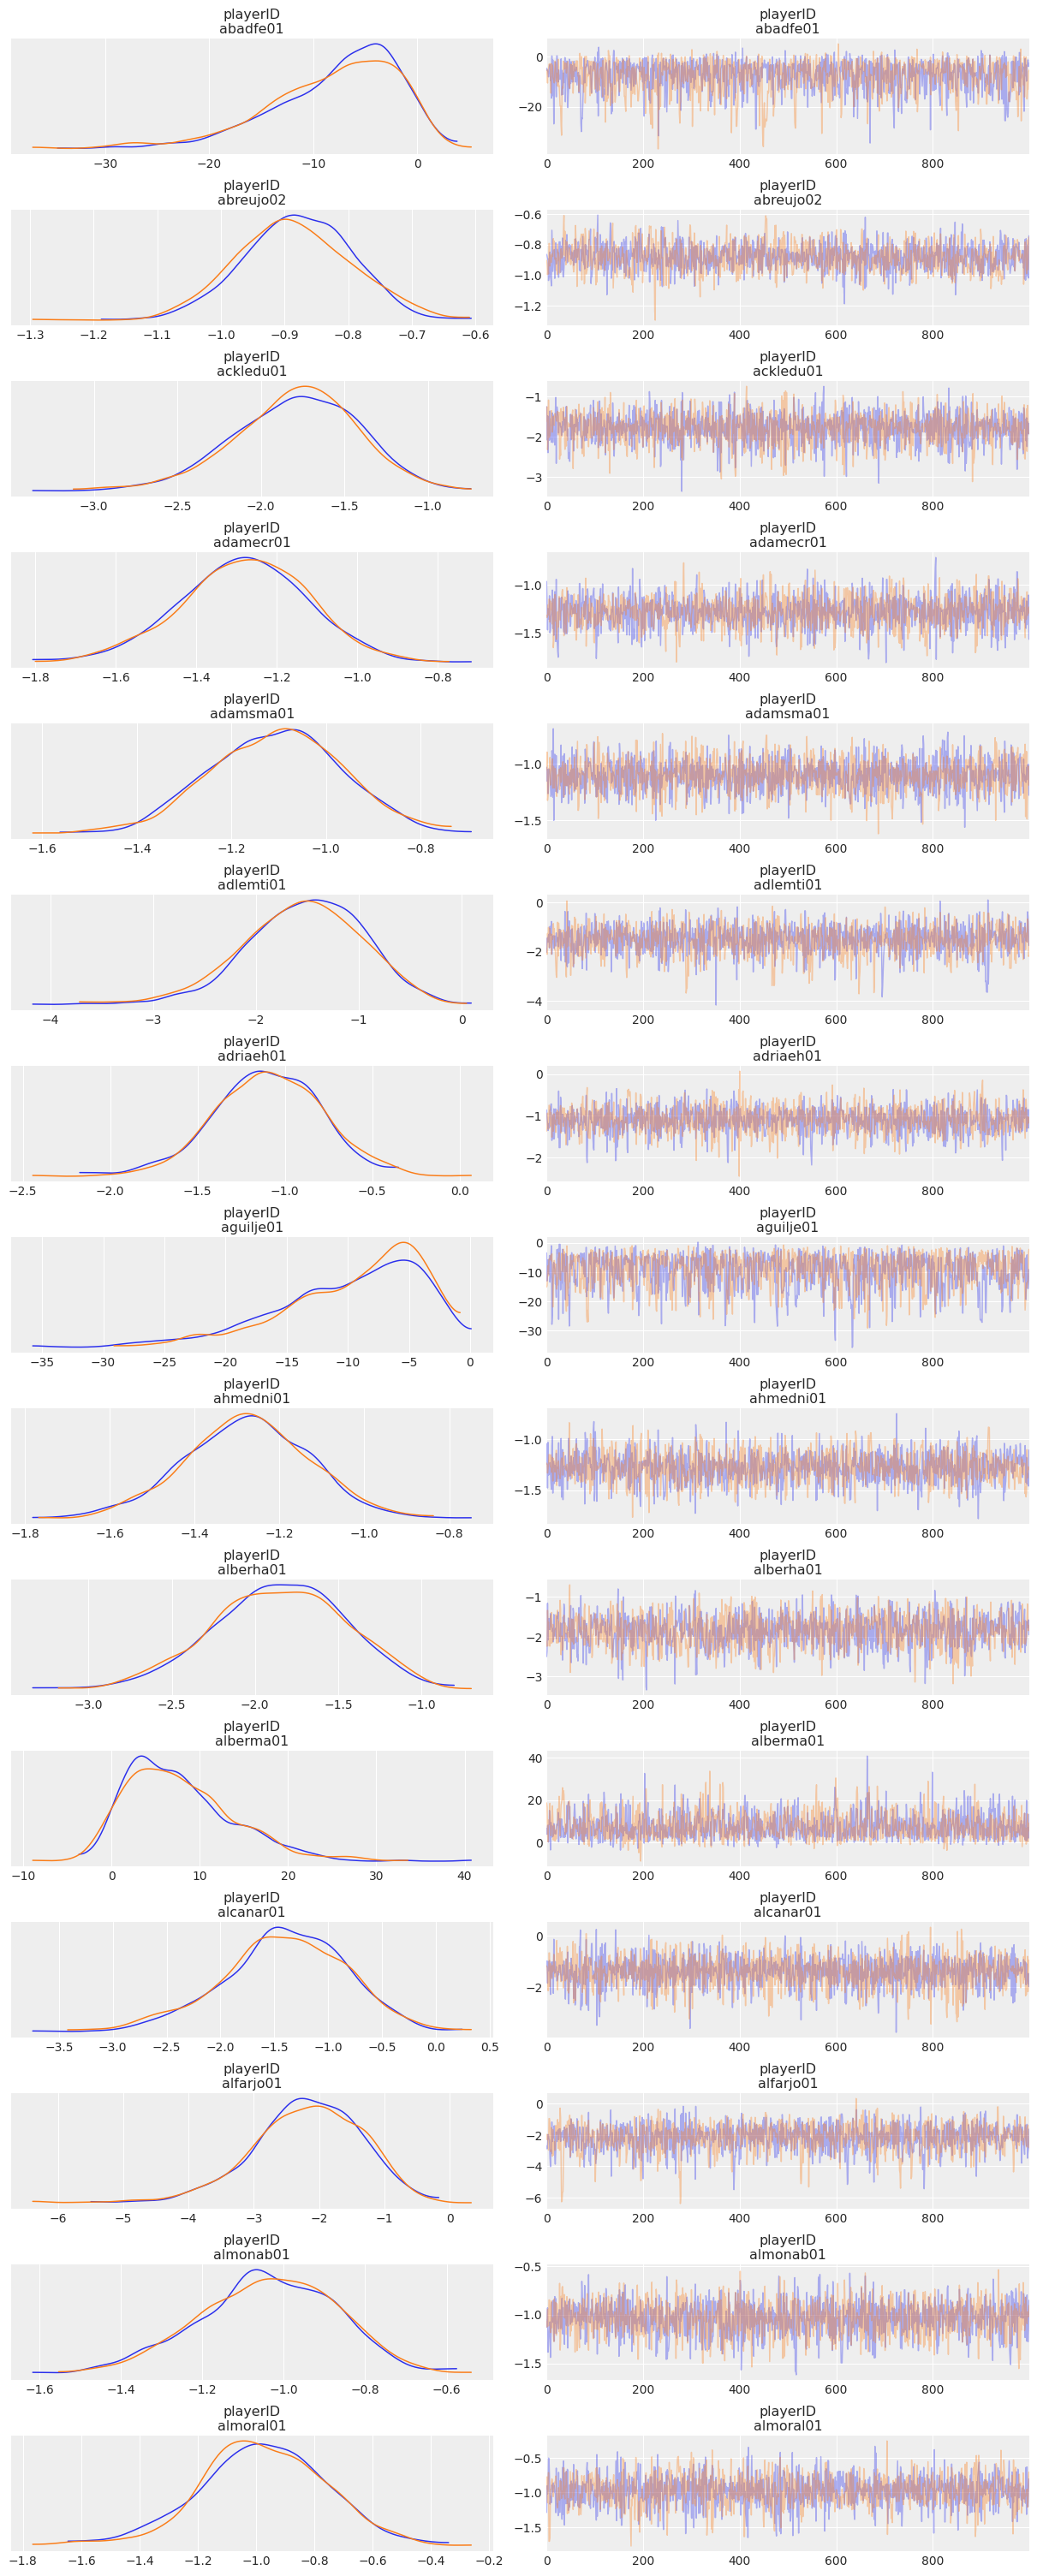 playerID
abadfe01
−30 −20 −10 0
playerID
abadfe01
0
−20
0 200 400 600 800
playerID
abreujo02
−1.3 −1.2 −1.1 −1.0 −0.9 −0.8 −0.7 −0.6
playerID
abreujo02
−0.6
−0.8
−1.0
−1.2
0 200 400 600 800
playerID
ackledu01
−3.0 −2.5 −2.0 −1.5 −1.0
playerID
ackledu01
−1
−2
−3
0 200 400 600 800
playerID
adamecr01
−1.8 −1.6 −1.4 −1.2 −1.0 −0.8
playerID
adamecr01
−1.0
−1.5
0 200 400 600 800
playerID
adamsma01
−1.6 −1.4 −1.2 −1.0 −0.8
playerID
adamsma01
−1.0
−1.5
0 200 400 600 800
playerID
adlemti01
−4 −3 −2 −1 0
playerID
adlemti01
0
−2
−4
0 200 400 600 800
playerID
adriaeh01
−2.5 −2.0 −1.5 −1.0 −0.5 0.0
playerID
adriaeh01
0
−1
−2
0 200 400 600 800
playerID
aguilje01
−35 −30 −25 −20 −15 −10 −5 0
playerID
aguilje01
0
−10
−20
−30
0 200 400 600 800
playerID
ahmedni01
−1.8 −1.6 −1.4 −1.2 −1.0 −0.8
playerID
ahmedni01
−1.0
−1.5
0 200 400 600 800
playerID
alberha01
−3.0 −2.5 −2.0 −1.5 −1.0
playerID
alberha01
−1
−2
−3
0 200 400 600 800
playerID
alberma01
−10 0 10 20 30 40
playerID
alberma01
40
20
0
0 200 400 600 800
playerID
alcanar01
−3.5 −3.0 −2.5 −2.0 −1.5 −1.0 −0.5 0.0 0.5
playerID
alcanar01
0
−2
0 200 400 600 800
playerID
alfarjo01
−6 −5 −4 −3 −2 −1 0
playerID
alfarjo01
0
−2
−4
−6
0 200 400 600 800
playerID
almonab01
−1.6 −1.4 −1.2 −1.0 −0.8 −0.6
playerID
almonab01
−0.5
−1.0
−1.5
0 200 400 600 800
playerID
almoral01
−1.8 −1.6 −1.4 −1.2 −1.0 −0.8 −0.6 −0.4 −0.2
playerID
almoral01
−0.5
−1.0
−1.5
0 200 400 600 800